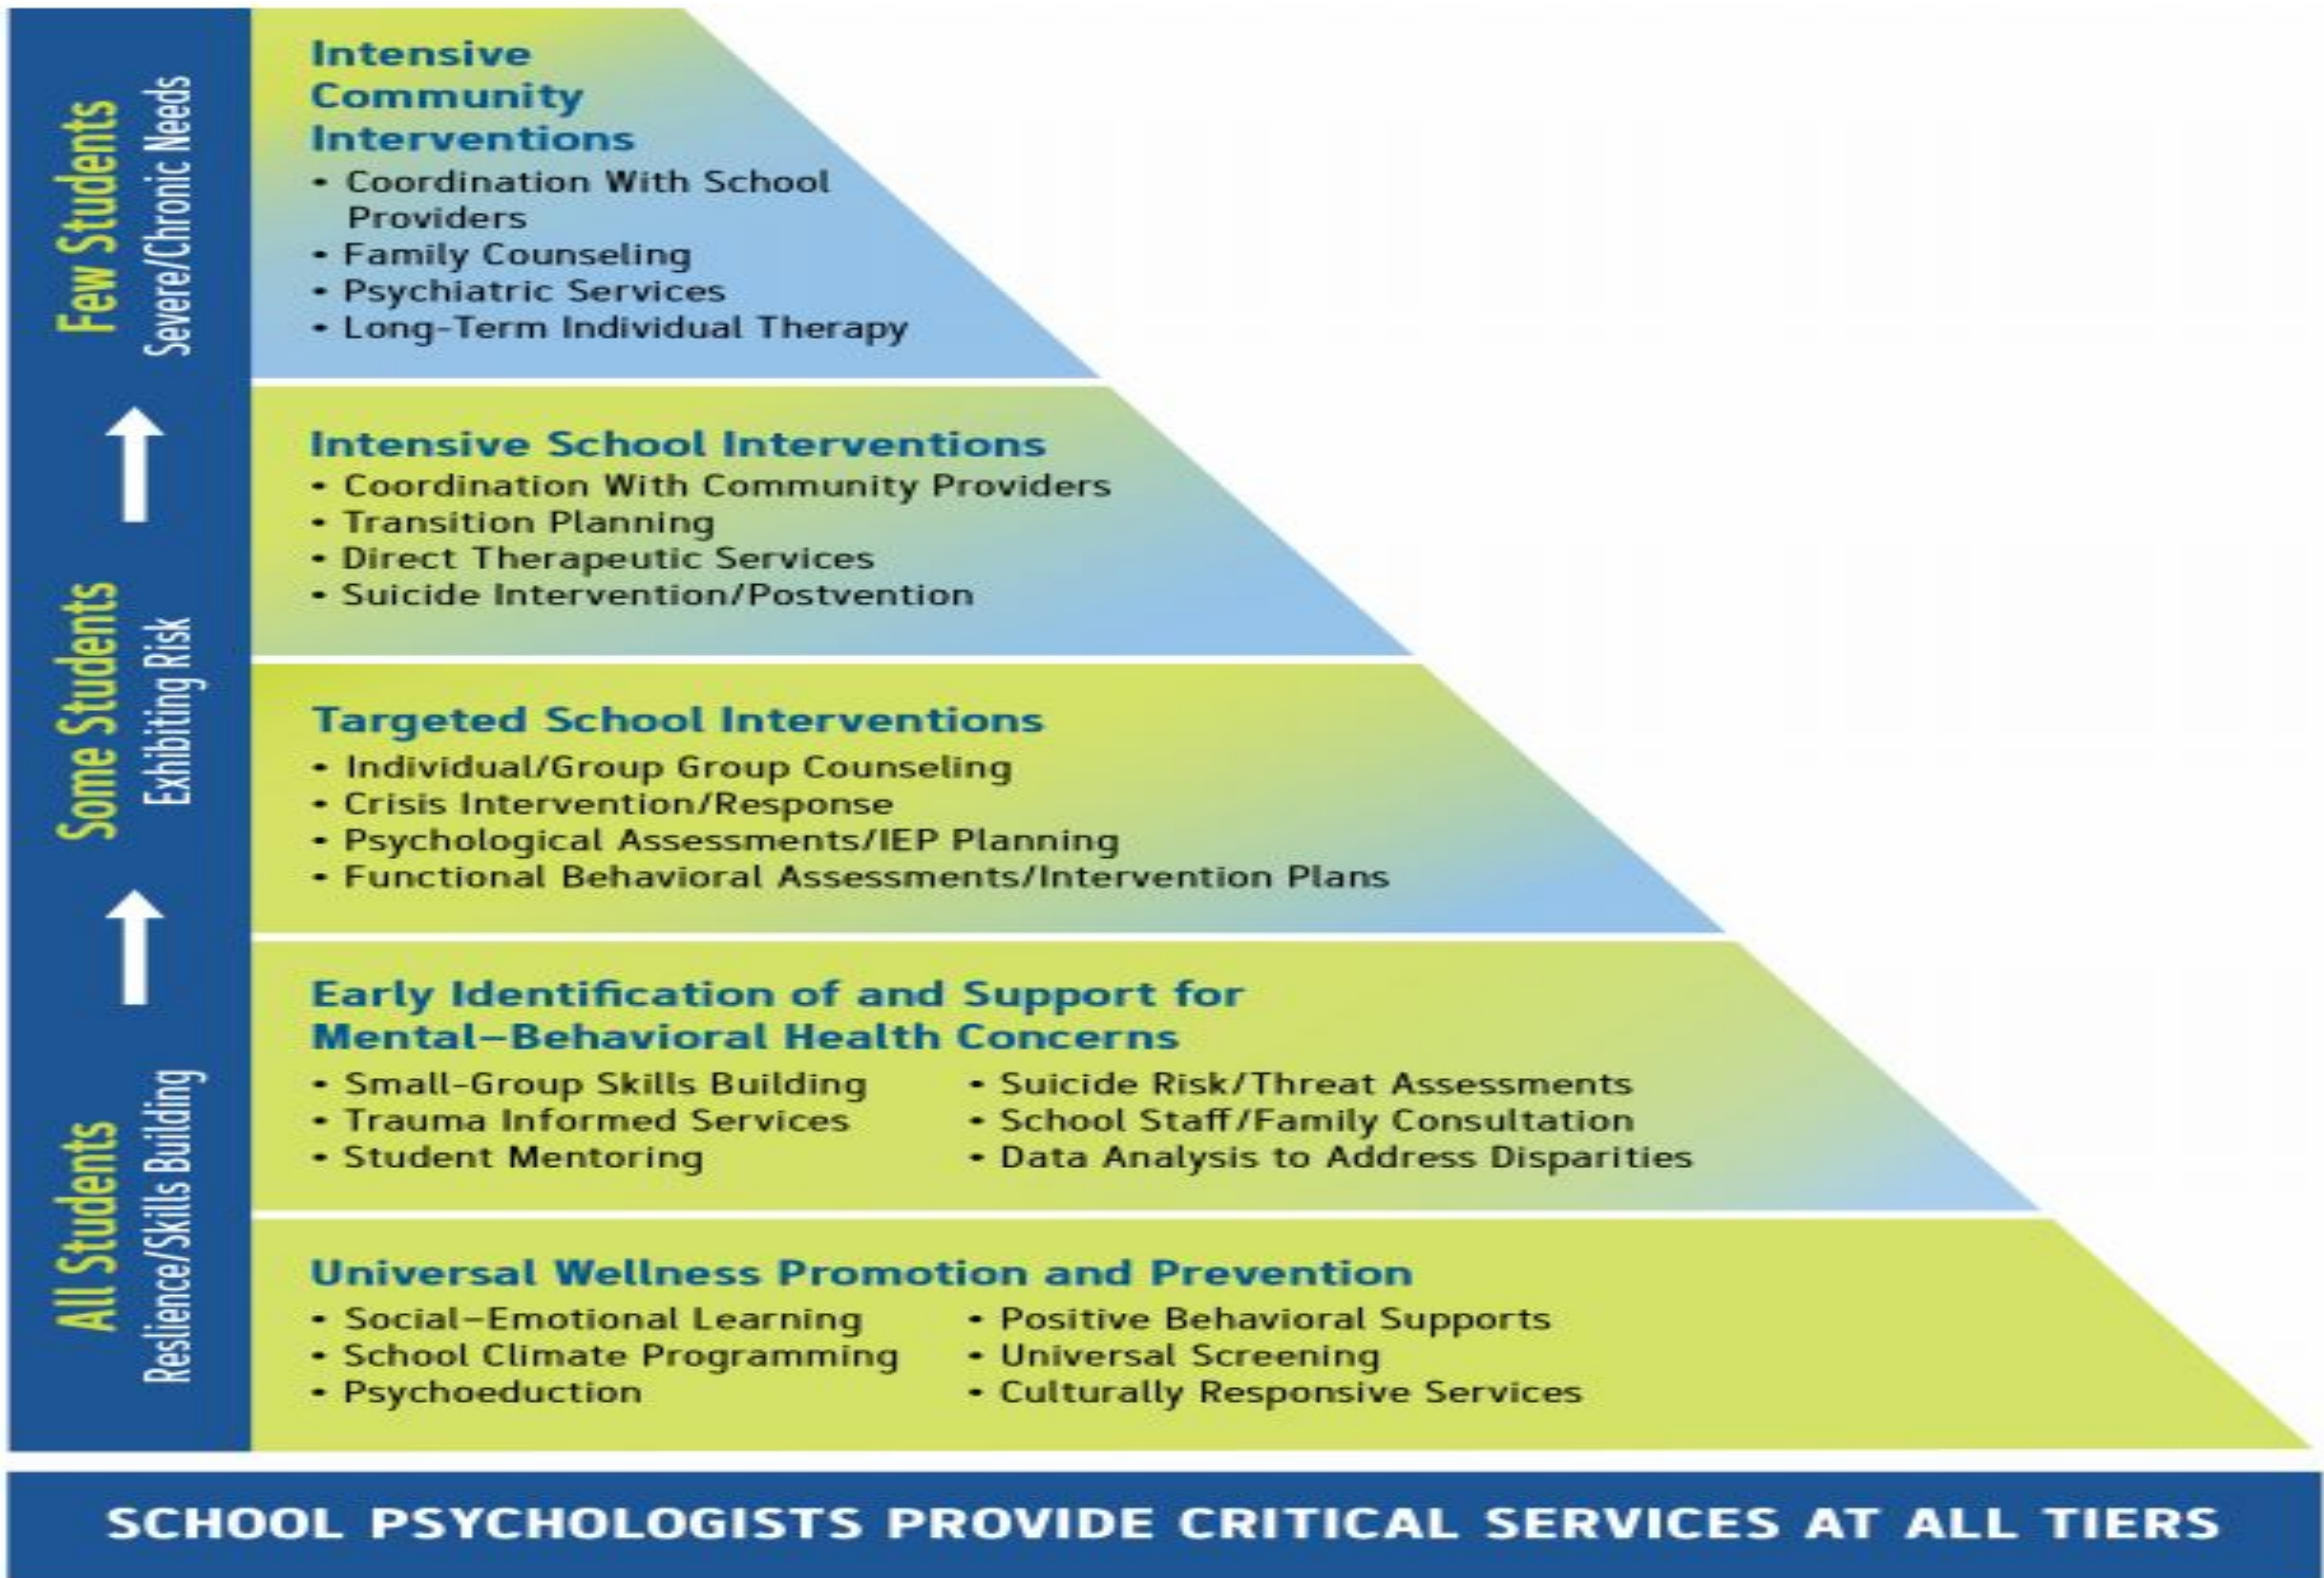 Few Students
Severe/Chronic Needs
Intensive
Community
Interventions
• Coordination With School
Providers
• Family Counseling
• Psychiatric Services
• Long-Term Individual Therapy
Intensive School Interventions
• Coordination With Community Providers
• Transition Planning
• Direct Therapeutic Services
• Suicide Intervention/Postvention
Some Students
Exhibiting Risk
Targeted School Interventions
• Individual/Group Group Counseling
• Crisis Intervention/Response
• Psychological Assessments/IEP Planning
• Functional Behavioral Assessments/Intervention Plans
Early Identification of and Support for
Mental–Behavioral Health Concerns
• Small-Group Skills Building
• Trauma Informed Services
• Student Mentoring
• Suicide Risk/Threat Assessments
• School Staff/Family Consultation
• Data Analysis to Address Disparities
All Students
Reslience/Skills Building
Universal Wellness Promotion and Prevention
• Social–Emotional Learning
• School Climate Programming
• Psychoeduction
• Positive Behavioral Supports
• Universal Screening
• Culturally Responsive Services
SCHOOL PSYCHOLOGISTS PROVIDE CRITICAL SERVICES AT ALL TIERS